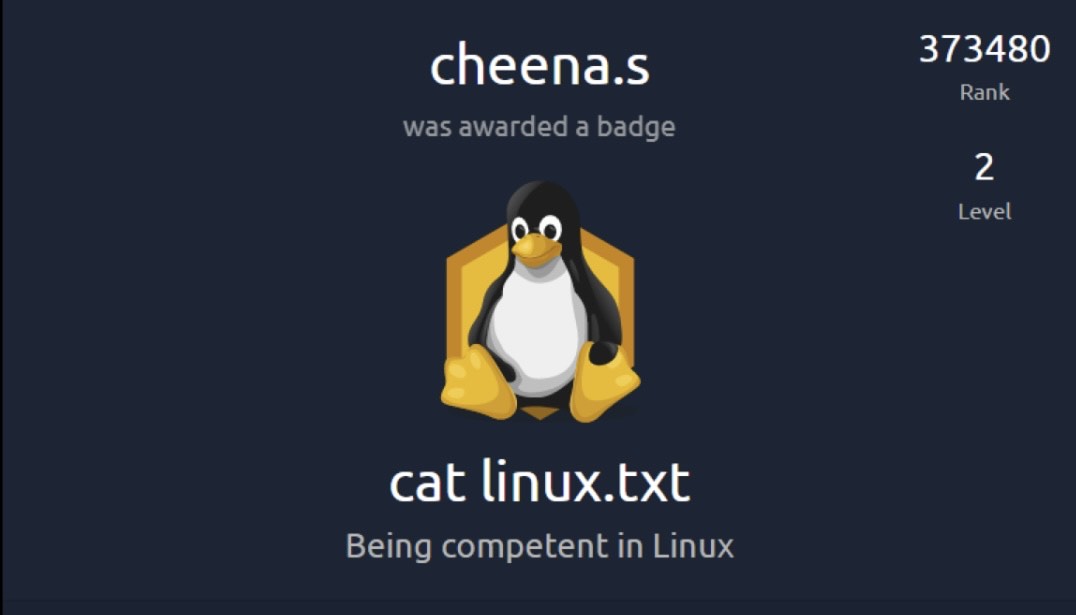 cheena.s
was awarded a badge
373480
Rank
2
Level
cat linux.txt
Being competent in Linux